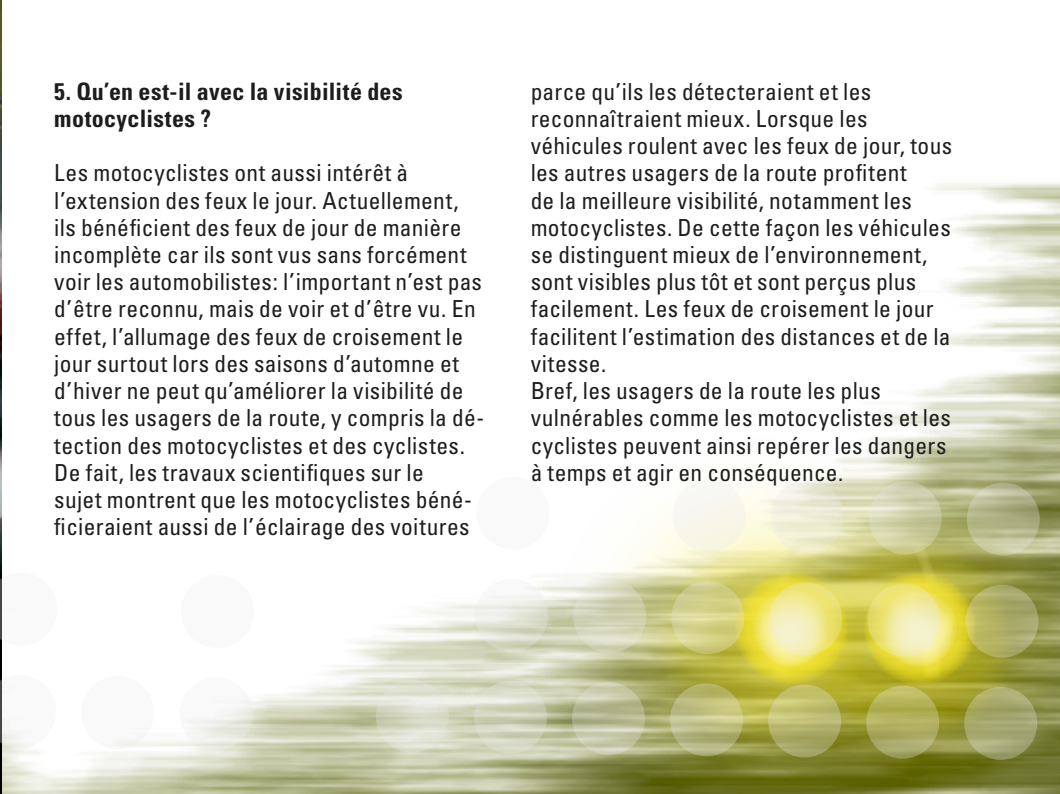 5. Qu'en est-il avec la visibilité des
motocyclistes ?
Les motocyclistes ont aussi intérêt à
l'extension des feux le jour. Actuellement,
ils bénéficient des feux de jour de manière
incomplète car ils sont vus sans forcément
voir les automobilistes: l'important n'est pas
d'être reconnu, mais de voir et d'être vu. En
effet, l'allumage des feux de croisement le
jour surtout lors des saisons d'automne et
d'hiver ne peut qu'améliorer la visibilité de
tous les usagers de la route, y compris la dé-
tection des motocyclistes et des cyclistes.
De fait, les travaux scientifiques sur le
sujet montrent que les motocyclistes béné-
ficieraient aussi de l'éclairage des voitures
parce qu'ils les détecteraient et les
reconnaîtraient mieux. Lorsque les
véhicules roulent avec les feux de jour, tous
les autres usagers de la route profitent
de la meilleure visibilité, notamment les
motocyclistes. De cette façon les véhicules
se distinguent mieux de l'environnement,
sont visibles plus tôt et sont perçus plus
facilement. Les feux de croisement le jour
facilitent l'estimation des distances et de la
vitesse.
Bref, les usagers de la route les plus
vulnérables comme les motocyclistes et les
cyclistes peuvent ainsi repérer les dangers
à temps et agir en conséquence.